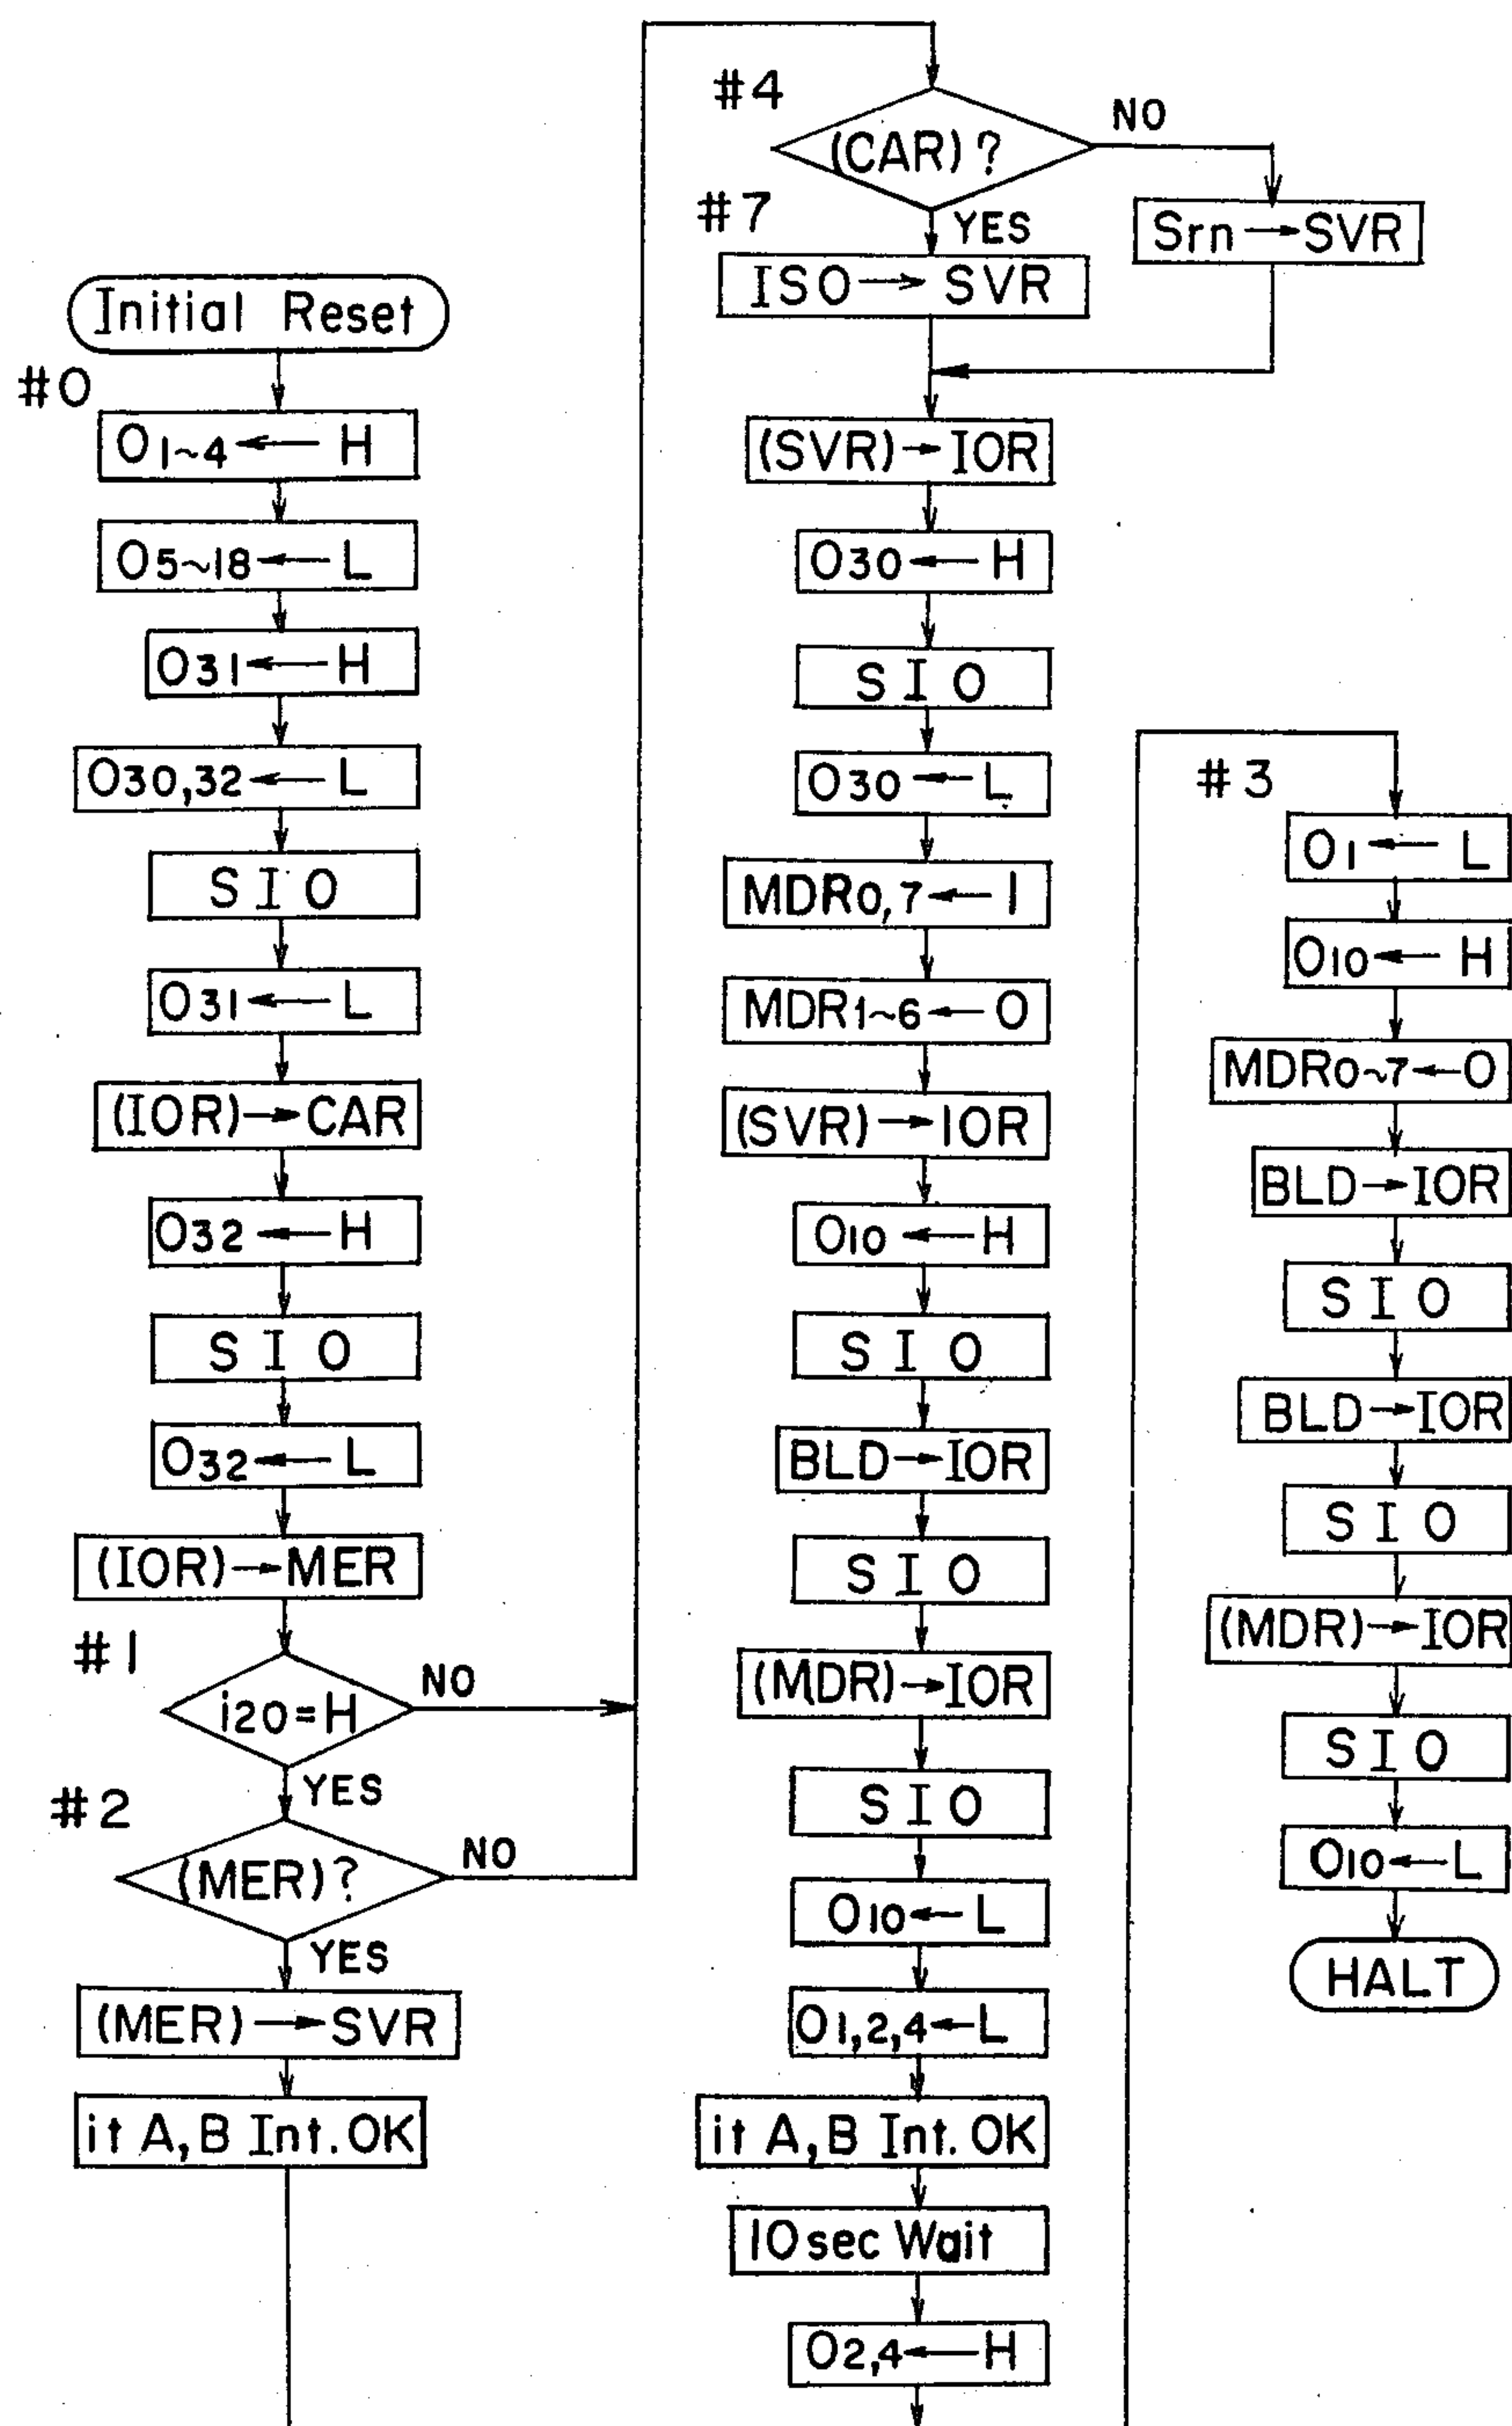 Initial Reset
#0
O1~4 ← H
O5~18 ← L
O31 ← H
O30,32 ← L
SIO
O31 ← L
(IOR) → CAR
O32 ← H
SIO
O32 ← L
(IOR) → MER
#1
i20=H
NO
YES
#2
(MER)?
NO
YES
(MER) → SVR
it A,B Int. OK
#4
(CAR)?
NO
#7
YES
Srn → SVR
ISO → SVR
(SVR) → IOR
O30 ← H
SIO
O30 ← L
MDR0,7 ← 1
MDR1~6 ← O
(SVR) → IOR
O10 ← H
SIO
BLD → IOR
SIO
(MDR) → IOR
SIO
O10 ← L
O1,2,4 ← L
it A,B Int. OK
10sec Wait
O2,4 ← H
#3
O1 ← L
O10 ← H
MDR0~7 ← O
BLD → IOR
SIO
BLD → IOR
SIO
(MDR) → IOR
SIO
O10 ← L
HALT